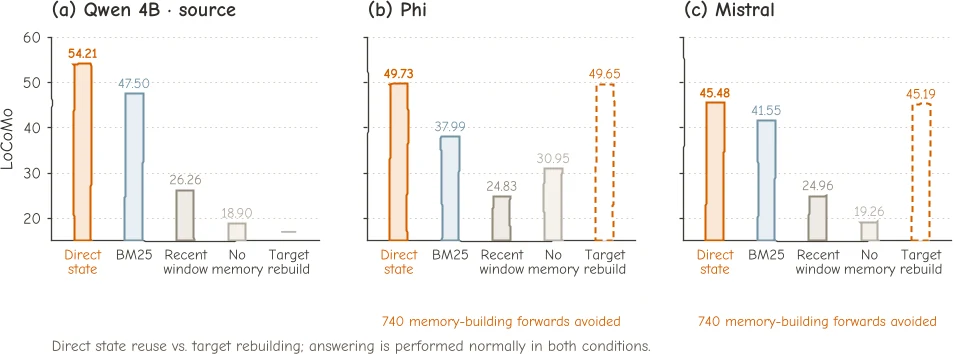 (a) Qwen 4B · source
(b) Phi
(c) Mistral
LoCoMo
60
50
40
30
20
54.21
47.50
26.26
18.90
Direct state
BM25
Recent window
No memory
Target rebuild
49.73
37.99
24.83
30.95
49.65
Direct state
BM25
Recent window
No memory
Target rebuild
740 memory-building forwards avoided
45.48
41.55
24.96
19.26
45.19
Direct state
BM25
Recent window
No memory
Target rebuild
740 memory-building forwards avoided
Direct state reuse vs. target rebuilding; answering is performed normally in both conditions.